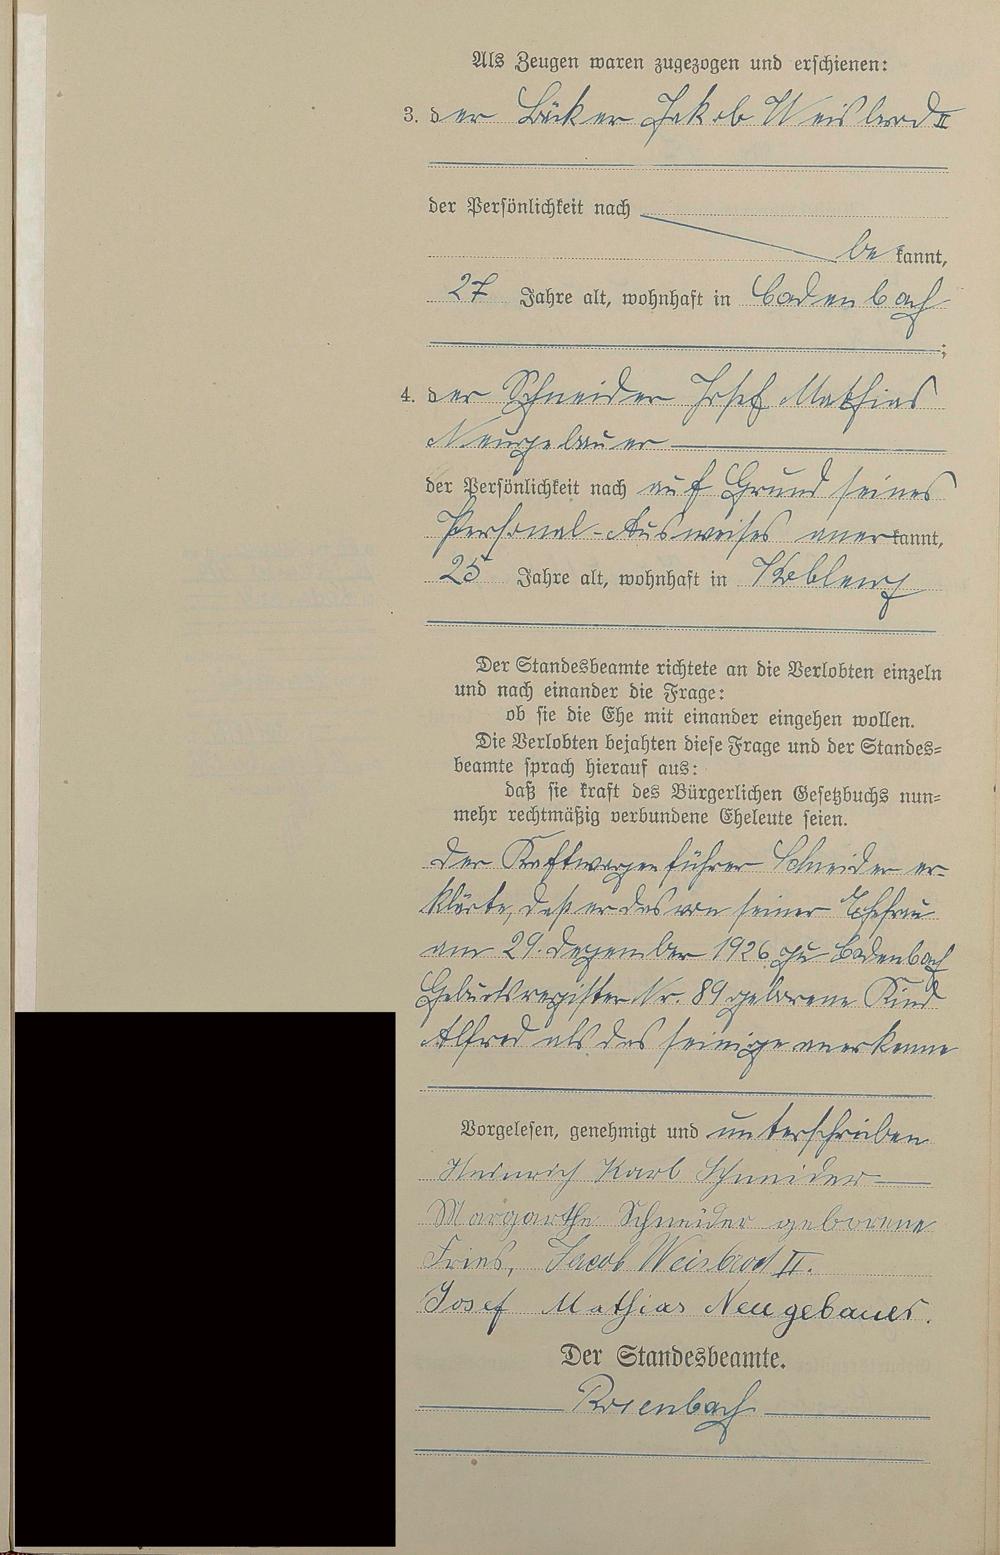 Als Zeugen waren zugezogen und erschienen:
3. der Bäcker Jakob Weisbrod II
der Persönlichkeit nach
bekannt,
27 Jahre alt, wohnhaft in Bodenbach
;
4. der Schneider Josef Mathias
Neugebauer
der Persönlichkeit nach auf Grund seines
Personal-Ausweises anerkannt,
25 Jahre alt, wohnhaft in Koblenz
Der Standesbeamte richtete an die Verlobten einzeln
und nach einander die Frage:
ob sie die Ehe mit einander eingehen wollen.
Die Verlobten bejahten diese Frage und der Standes=
beamte sprach hierauf aus:
daß sie kraft des Bürgerlichen Gesetzbuchs nun=
mehr rechtmäßig verbundene Eheleute seien.
Der Kraftwagenführer Schneider er-
klärte, daß er das von seiner Ehefrau
am 29. Dezember 1926 zu Bodenbach
Geburtsregister Nr. 89 geborene Kind
Alfred als das seinige anerkenne
Vorgelesen, genehmigt und unterschrieben
Heinrich Karl Schneider
Margarthe Schneider geborene
Fries, Jacob Weisbrod II.
Josef Mathias Neugebauer.
Der Standesbeamte.